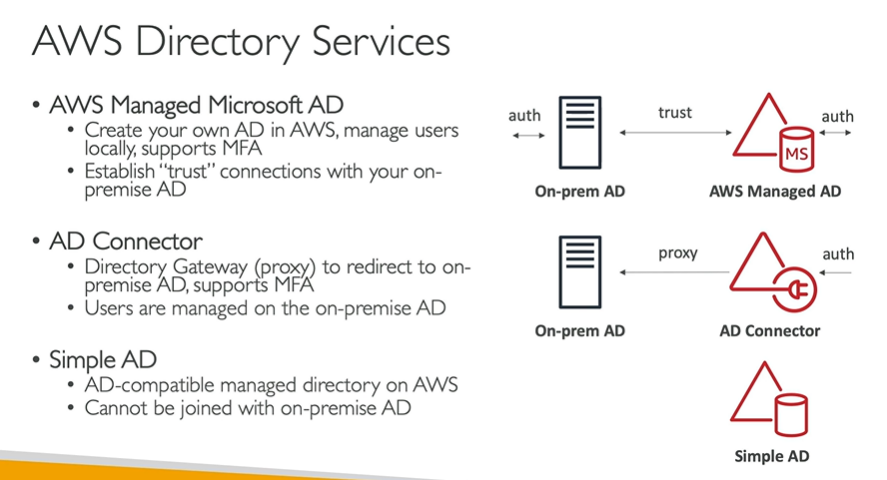 AWS Directory Services
• AWS Managed Microsoft AD
• Create your own AD in AWS, manage users
locally, supports MFA
• Establish “trust” connections with your on-
premise AD
• AD Connector
• Directory Gateway (proxy) to redirect to on-
premise AD, supports MFA
• Users are managed on the on-premise AD
• Simple AD
• AD-compatible managed directory on AWS
• Cannot be joined with on-premise AD
auth
trust
auth
MS
On-prem AD
AWS Managed AD
proxy
auth
On-prem AD
AD Connector
Simple AD